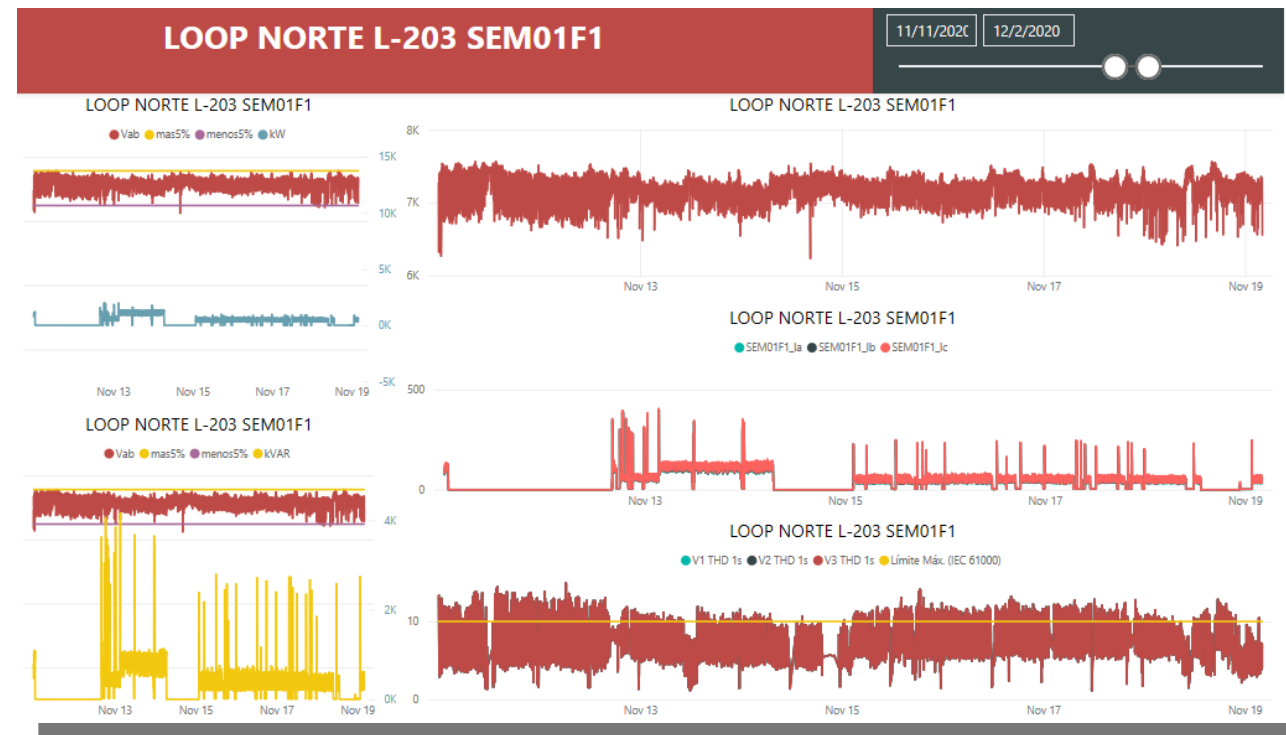 LOOP NORTE L-203 SEM01F1
11/11/202
12/2/2020
LOOP NORTE L-203 SEM01F1
Vab mas5% menos5% kW
15K
10K
5K
0K
-5K
Nov 13 Nov 15 Nov 17 Nov 19
LOOP NORTE L-203 SEM01F1
Vab mas5% menos5% kVAR
4K
2K
0K
Nov 13 Nov 15 Nov 17 Nov 19
LOOP NORTE L-203 SEM01F1
8K
7K
6K
Nov 13 Nov 15 Nov 17 Nov 19
LOOP NORTE L-203 SEM01F1
SEM01F1_Ia SEM01F1_Ib SEM01F1_Ic
500
0
Nov 13 Nov 15 Nov 17 Nov 19
LOOP NORTE L-203 SEM01F1
V1 THD 1s V2 THD 1s V3 THD 1s Límite Máx. (IEC 61000)
10
0
Nov 13 Nov 15 Nov 17 Nov 19